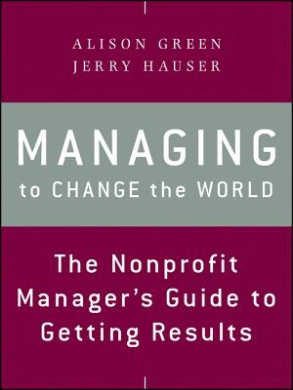 ALISON GREEN
JERRY HAUSER
MANAGING
to CHANGE the WORLD
The Nonprofit
Manager's Guide to
Getting Results